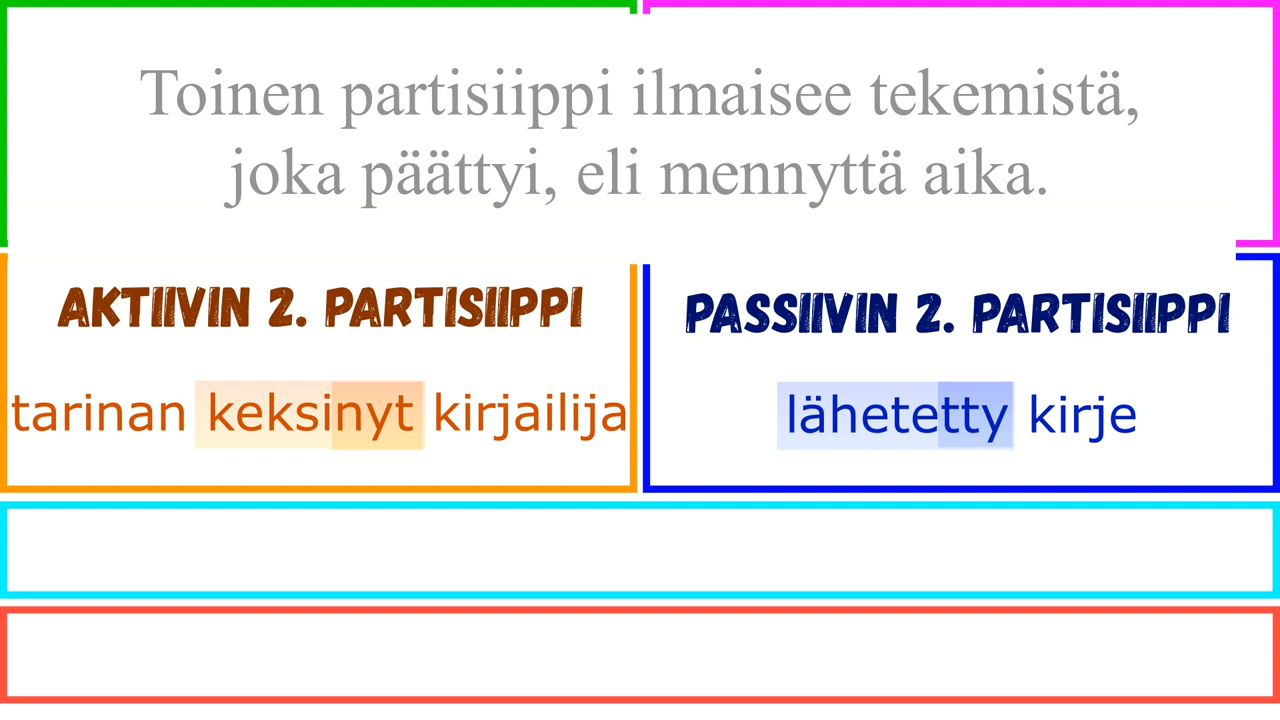 Toinen partisiippi ilmaisee tekemistä,
joka päättyi, eli mennyttä aika.
AKTIIVIN 2. PARTISIIPPI
tarinan keksinyt kirjailija
PASSIIVIN 2. PARTISIIPPI
lähetetty kirje